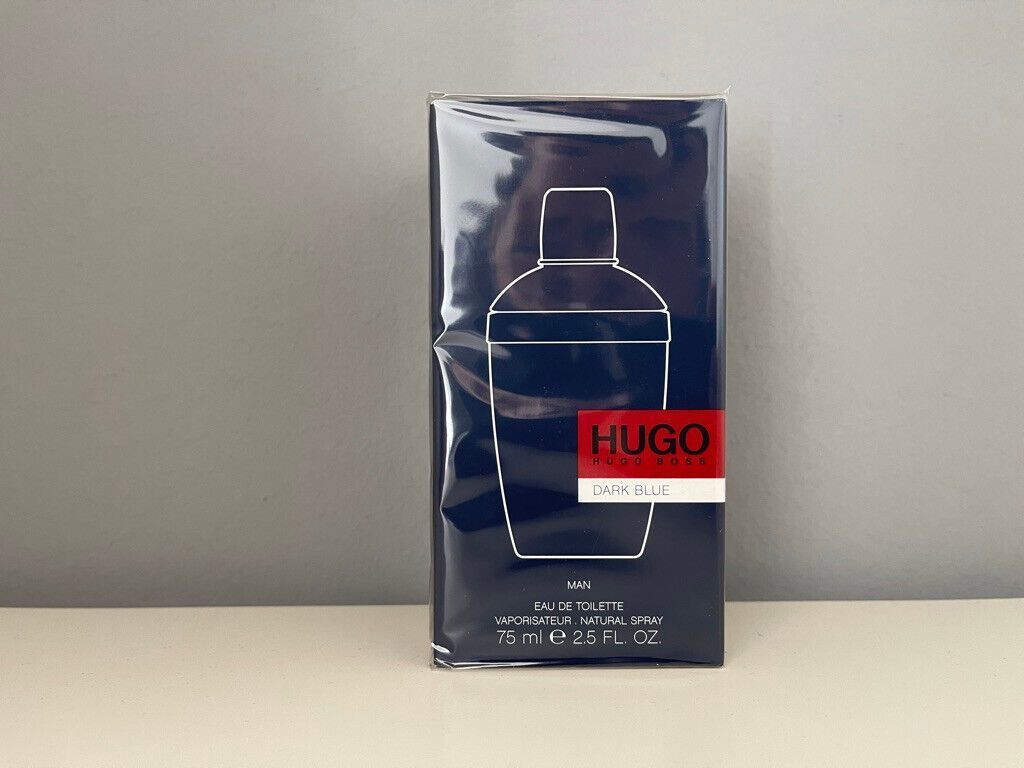 HUGO
HUGO BOSS
DARK BLUE
MAN
EAU DE TOILETTE
VAPORISATEUR . NATURAL SPRAY
75 ml ℮ 2.5 FL. OZ.